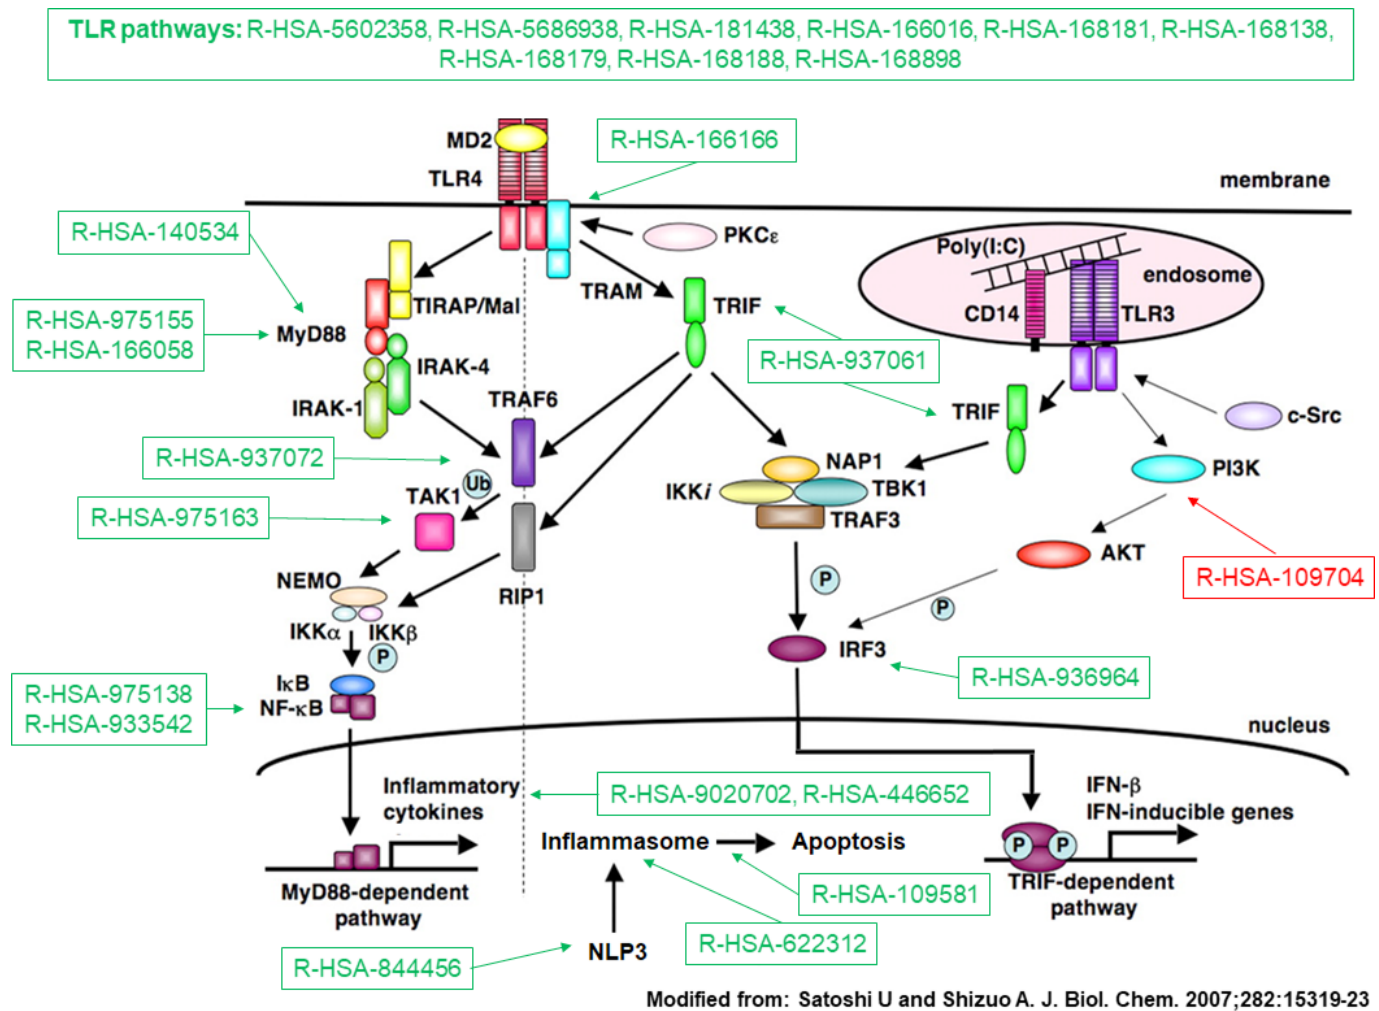 TLR pathways: R-HSA-5602358, R-HSA-5686938, R-HSA-181438, R-HSA-166016, R-HSA-168181, R-HSA-168138,
R-HSA-168179, R-HSA-168188, R-HSA-168898
MD2
R-HSA-166166
TLR4
membrane
R-HSA-140534
PKCε
Poly(I:C)
endosome
TIRAP/Mal
TRAM
TRIF
CD14
TLR3
R-HSA-975155
R-HSA-166058
MyD88
IRAK-4
R-HSA-937061
IRAK-1
TRAF6
TRIF
c-Src
R-HSA-937072
NAP1
PI3K
Ub
IKKi
TBK1
TAK1
R-HSA-975163
TRAF3
AKT
R-HSA-109704
NEMO
P
RIP1
P
IKKα
IKKβ
P
IRF3
R-HSA-936964
R-HSA-975138
R-HSA-933542
IκB
NF-κB
nucleus
Inflammatory
cytokines
R-HSA-9020702, R-HSA-446652
IFN-β
IFN-inducible genes
Inflammasome
Apoptosis
P
P
MyD88-dependent
pathway
R-HSA-109581
TRIF-dependent
pathway
R-HSA-622312
NLP3
R-HSA-844456
Modified from: Satoshi U and Shizuo A. J. Biol. Chem. 2007;282:15319-23